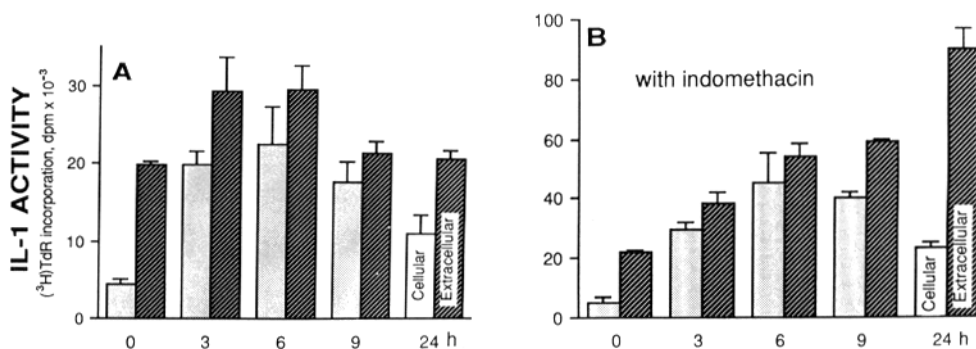 A
IL-1 ACTIVITY
(³H)TdR incorporation, dpm x 10⁻³
30
20
10
0
Cellular
Extracellular
0 3 6 9 24 h
B
with indomethacin
100
80
60
40
20
0
Cellular
Extracellular
0 3 6 9 24 h